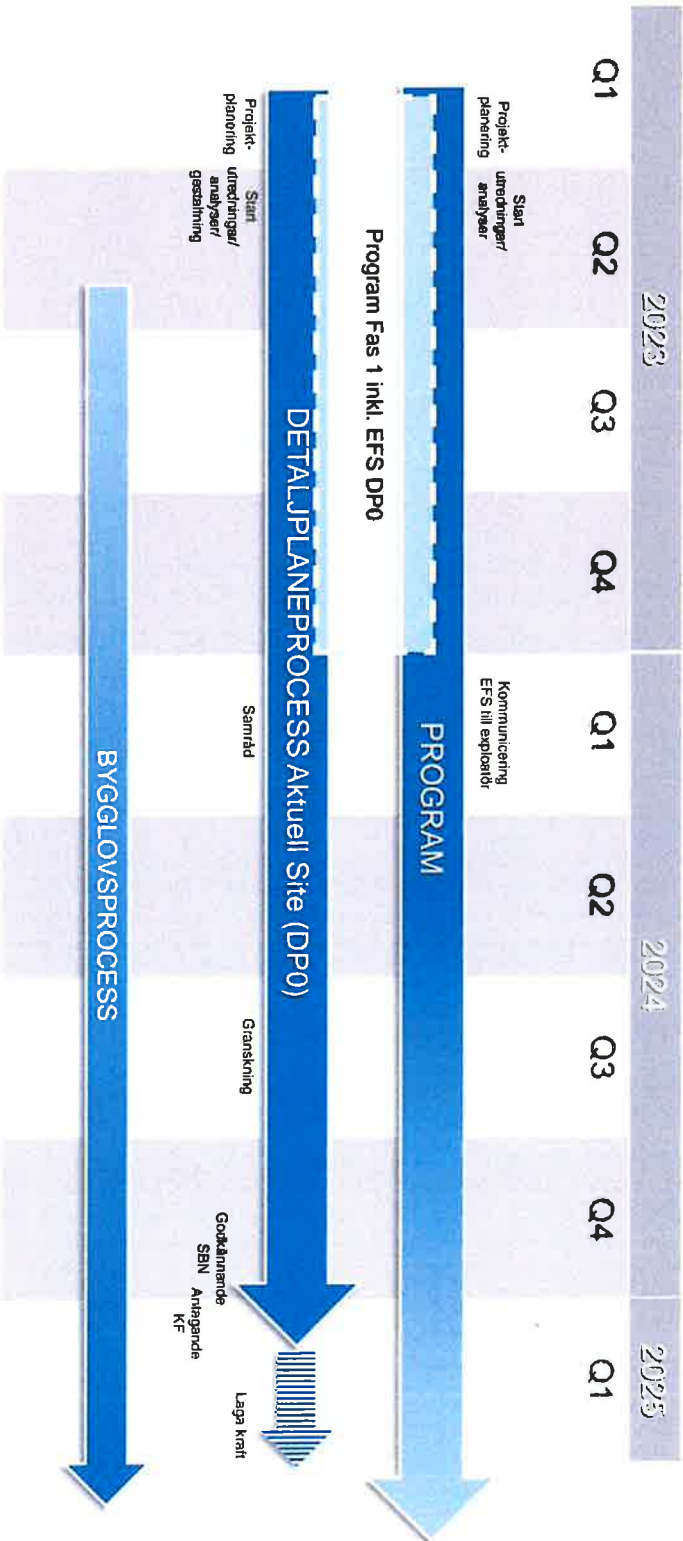 2023
2024
2025
Q1
Q2
Q3
Q4
Q1
Q2
Q3
Q4
Q1
Projekt-
planering
Start
utredningar/
analyser
Kommunicering
EFS till exploatör
PROGRAM
Program Fas 1 inkl. EFS DP0
DETALJPLANEPROCESS Aktuell Site (DP0)
Projekt-
planering
Start
utredningar/
analyser/
gestaltning
Samråd
Granskning
Godkännande
SBN
Antagande
KF
Laga kraft
BYGGLOVSPROCESS